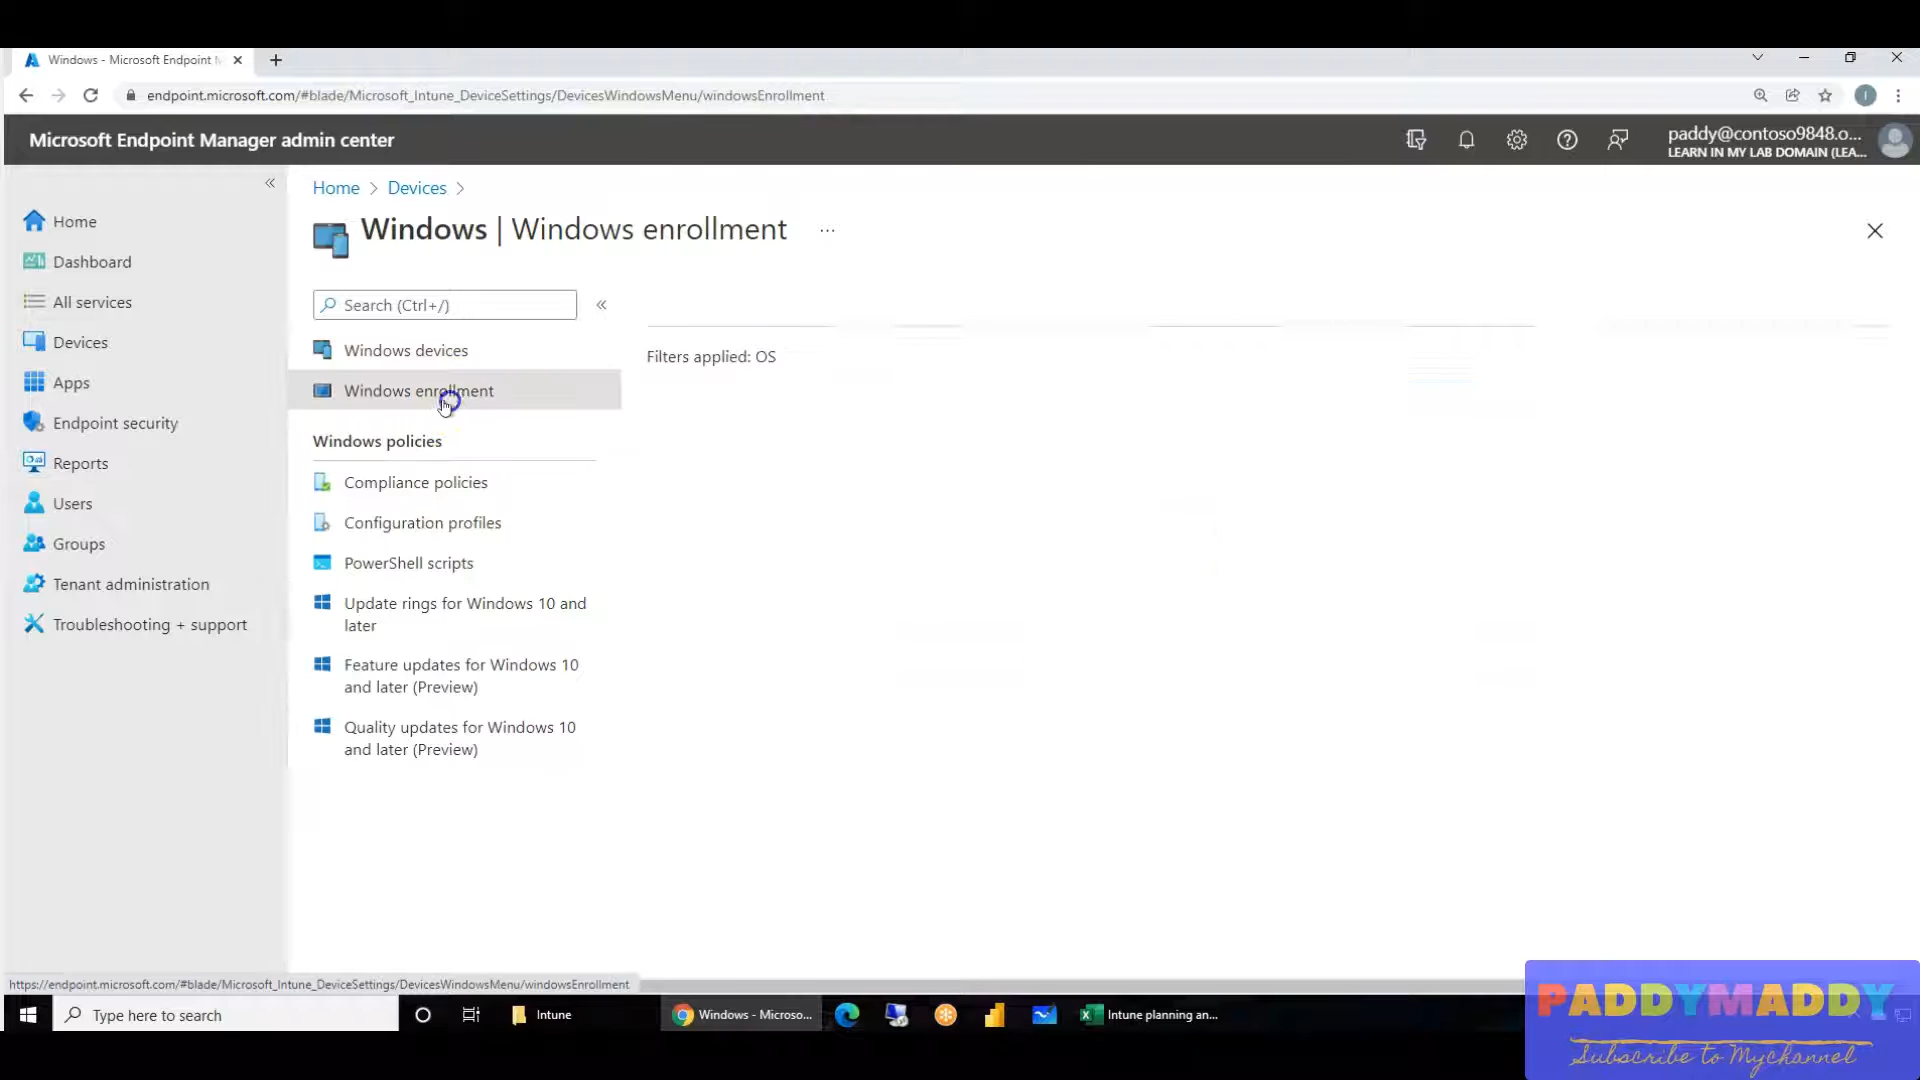 Windows - Microsoft Endpoint M
endpoint.microsoft.com/#blade/Microsoft_Intune_DeviceSettings/DevicesWindowsMenu/windowsEnrollment
Microsoft Endpoint Manager admin center
paddy@contoso9848.o...
LEARN IN MY LAB DOMAIN (LEA...
Home
Dashboard
All services
Devices
Apps
Endpoint security
Reports
Users
Groups
Tenant administration
Troubleshooting + support
Home > Devices >
Windows | Windows enrollment ...
Search (Ctrl+/)
Windows devices
Windows enrollment
Windows policies
Compliance policies
Configuration profiles
PowerShell scripts
Update rings for Windows 10 and
later
Feature updates for Windows 10
and later (Preview)
Quality updates for Windows 10
and later (Preview)
Filters applied: OS
https://endpoint.microsoft.com/#blade/Microsoft_Intune_DeviceSettings/DevicesWindowsMenu/windowsEnrollment
Type here to search
Intune
Windows - Microso...
Intune planning an...
PADDYMADDY
Subscribe to Mychannel